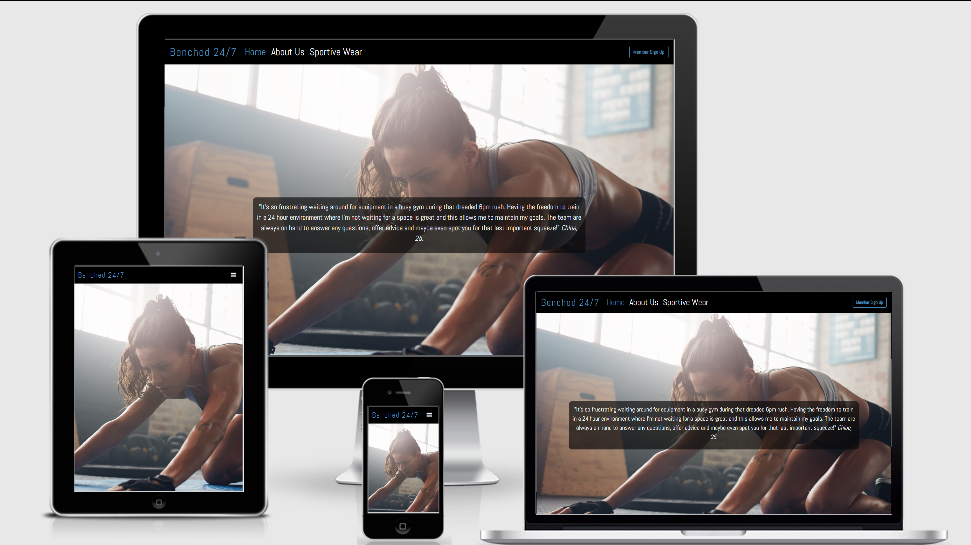 Benched 24/7 Home About Us Sportive Wear Member Sign Up
"It's so frustrating waiting around for equipment in a busy gym during that dreaded 6pm rush. Having the freedom to train
in a 24 hour environment where I'm not waiting for a space is great and this allows me to maintain my goals. The team are
always on hand to answer any questions, offer advice and maybe even spot you for that last important squeeze!" Chloe,
26.
Benched 24/7
Benched 24/7
Benched 24/7 Home About Us Sportive Wear Member Sign Up
"It's so frustrating waiting around for equipment in a busy gym during that dreaded 6pm rush. Having the freedom to train
in a 24 hour environment where I'm not waiting for a space is great and this allows me to maintain my goals. The team are
always on hand to answer any questions, offer advice and maybe even spot you for that last important squeeze!" Chloe,
26.